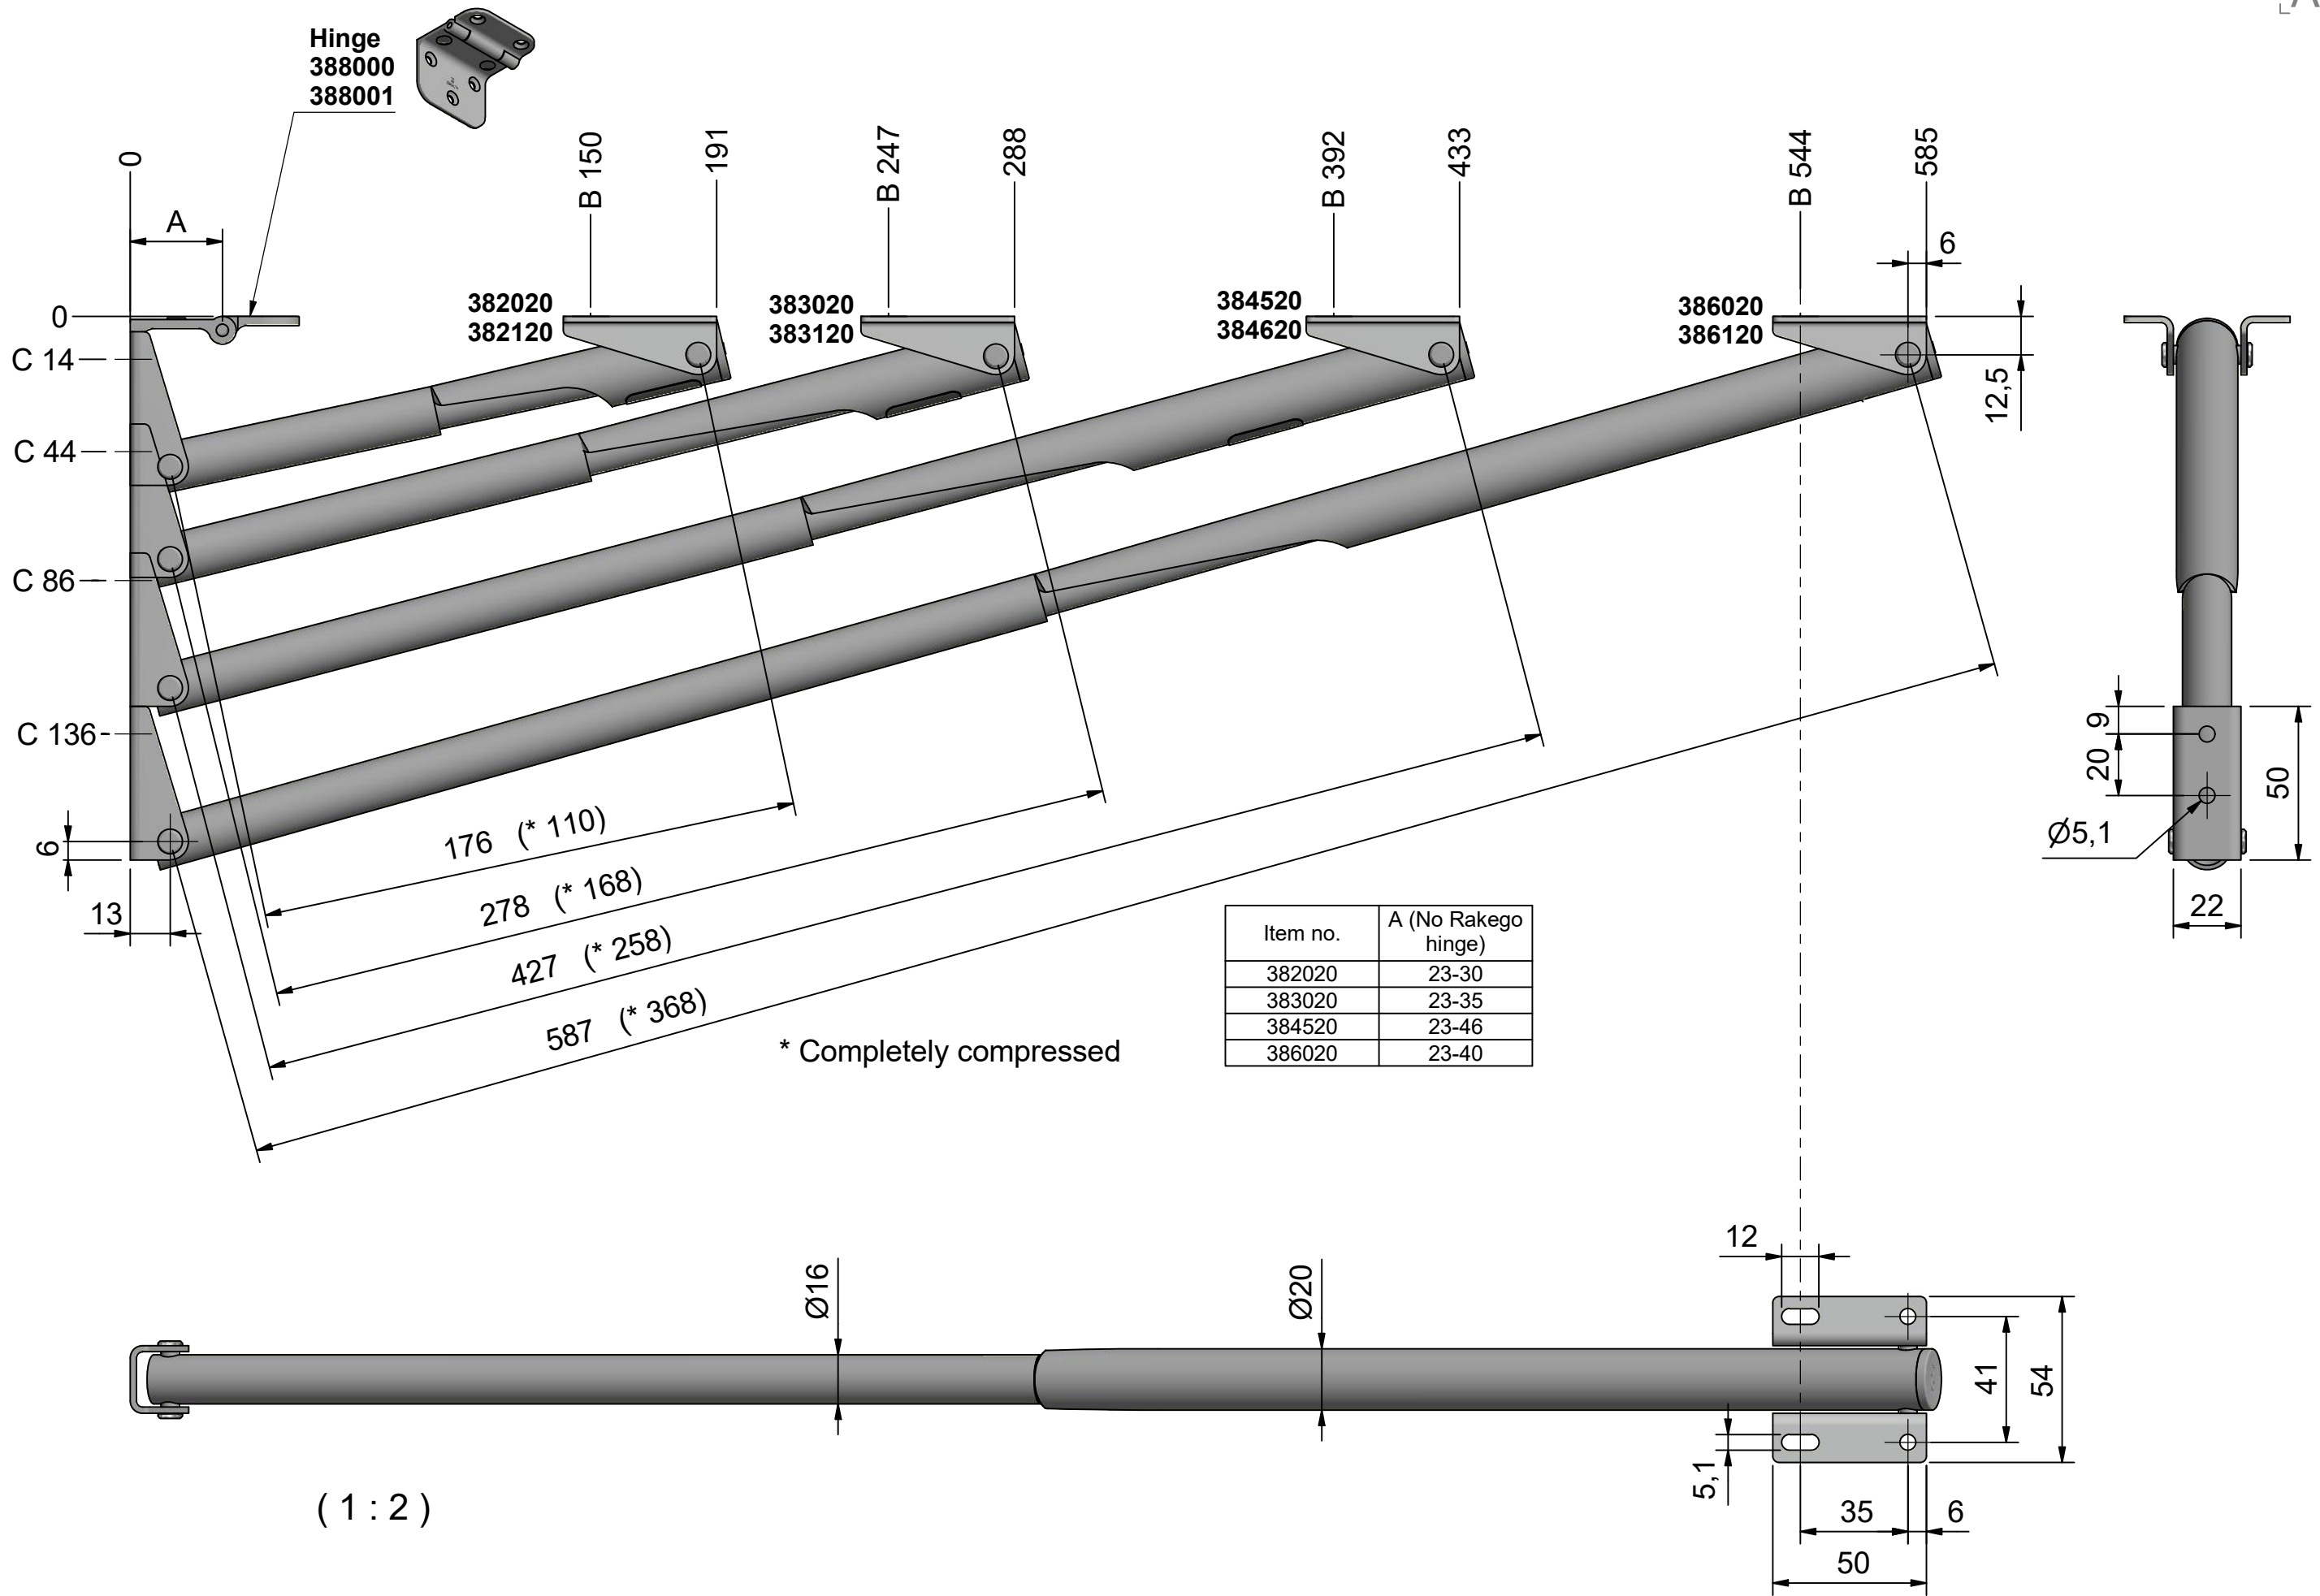 A
Hinge
388000
388001
0
B 150
191
B 247
288
B 392
433
B 544
585
A
6
0
382020
382120
383020
383120
384520
384620
386020
386120
12,5
C 14
C 44
C 86
C 136
6
13
176 (* 110)
278 (* 168)
427 (* 258)
587 (* 368)
* Completely compressed
Item no. A (No Rakego
hinge)
382020 23-30
383020 23-35
384520 23-46
386020 23-40
9
20
50
Ø5,1
22
12
Ø16
Ø20
41
54
5,1
35
6
50
( 1 : 2 )